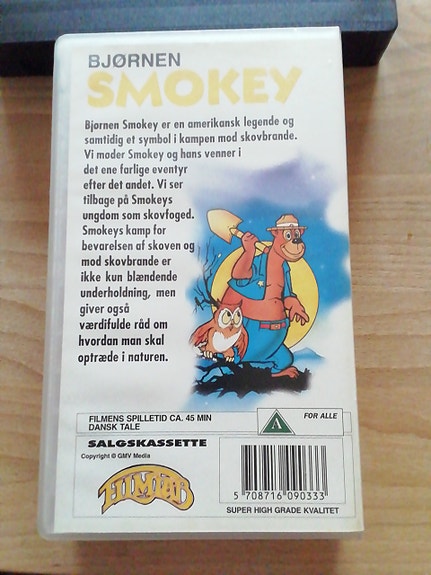 BJØRNEN
SMOKEY
Bjørnen Smokey er en amerikansk legende og
samtidig et symbol i kampen mod skovbrande.
Vi møder Smokey og hans venner i
det ene farlige eventyr
efter det andet. Vi ser
tilbage på Smokeys
ungdom som skovfoged.
Smokeys kamp for
bevarelsen af skoven og
mod skovbrande er
ikke kun blændende
underholdning, men
giver også
værdifulde råd om
hvordan man skal
optræde i naturen.
FILMENS SPILLETID CA. 45 MIN
DANSK TALE
A
FOR ALLE
SALGSKASSETTE
Copyright © GMV Media
5 708716 090333
SUPER HIGH GRADE KVALITET